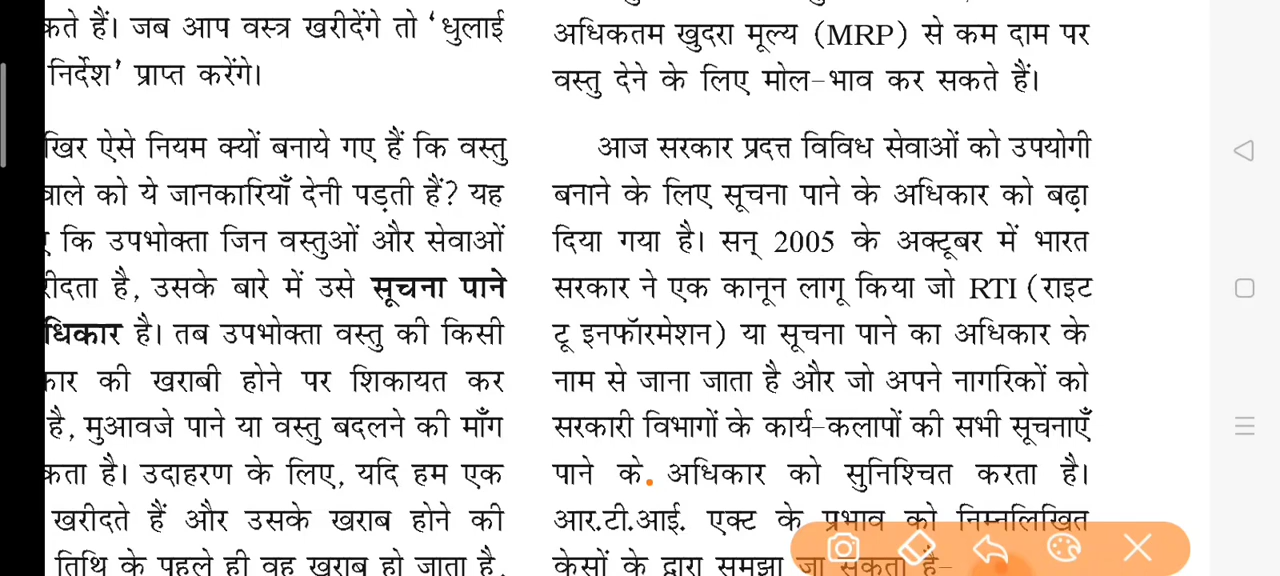 कते हैं। जब आप वस्त्र खरीदेंगे तो ‘धुलाई
निर्देश’ प्राप्त करेंगे।
खिर ऐसे नियम क्यों बनाये गए हैं कि वस्तु
वाले को ये जानकारियाँ देनी पड़ती हैं? यह
कि उपभोक्ता जिन वस्तुओं और सेवाओं
रीदता है, उसके बारे में उसे सूचना पाने
धिकार है। तब उपभोक्ता वस्तु की किसी
कार की खराबी होने पर शिकायत कर
है, मुआवजे पाने या वस्तु बदलने की माँग
कता है। उदाहरण के लिए, यदि हम एक
खरीदते हैं और उसके खराब होने की
तिथि के पहले ही वह खराब हो जाता है,
अधिकतम खुदरा मूल्य (MRP) से कम दाम पर
वस्तु देने के लिए मोल-भाव कर सकते हैं।
आज सरकार प्रदत्त विविध सेवाओं को उपयोगी
बनाने के लिए सूचना पाने के अधिकार को बढ़ा
दिया गया है। सन् 2005 के अक्टूबर में भारत
सरकार ने एक कानून लागू किया जो RTI (राइट
टू इनफॉरमेशन) या सूचना पाने का अधिकार के
नाम से जाना जाता है और जो अपने नागरिकों को
सरकारी विभागों के कार्य-कलापों की सभी सूचनाएँ
पाने के अधिकार को सुनिश्चित करता है।
आर.टी.आई. एक्ट के प्रभाव को निम्नलिखित
केसों के द्वारा समझा जा सकता है-